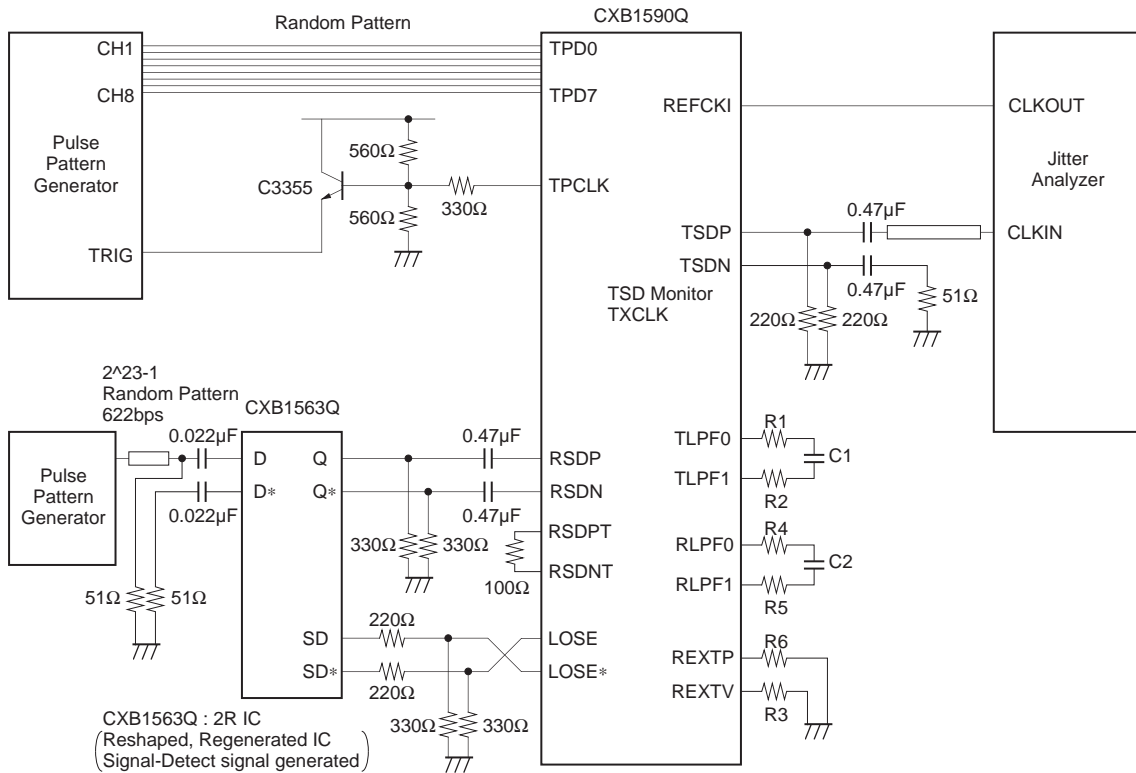 CXB1590Q
Random Pattern
CH1
CH8
Pulse
Pattern
Generator
TRIG
C3355
560Ω
560Ω
330Ω
TPD0
TPD7
TPCLK
REFCKI
TSDP
TSDN
TSD Monitor
TXCLK
CLKOUT
Jitter
Analyzer
CLKIN
0.47µF
0.47µF
51Ω
220Ω
220Ω
2^23-1
Random Pattern
622bps
CXB1563Q
Pulse
Pattern
Generator
0.022µF
0.022µF
51Ω
51Ω
D
D*
Q
Q*
SD
SD*
0.47µF
0.47µF
330Ω
330Ω
100Ω
220Ω
220Ω
330Ω
330Ω
RSDP
RSDN
RSDPT
RSDNT
LOSE
LOSE*
TLPF0
TLPF1
RLPF0
RLPF1
REXTP
REXTV
R1
C1
R2
R4
C2
R5
R6
R3
CXB1563Q : 2R IC
(Reshaped, Regenerated IC
Signal-Detect signal generated)